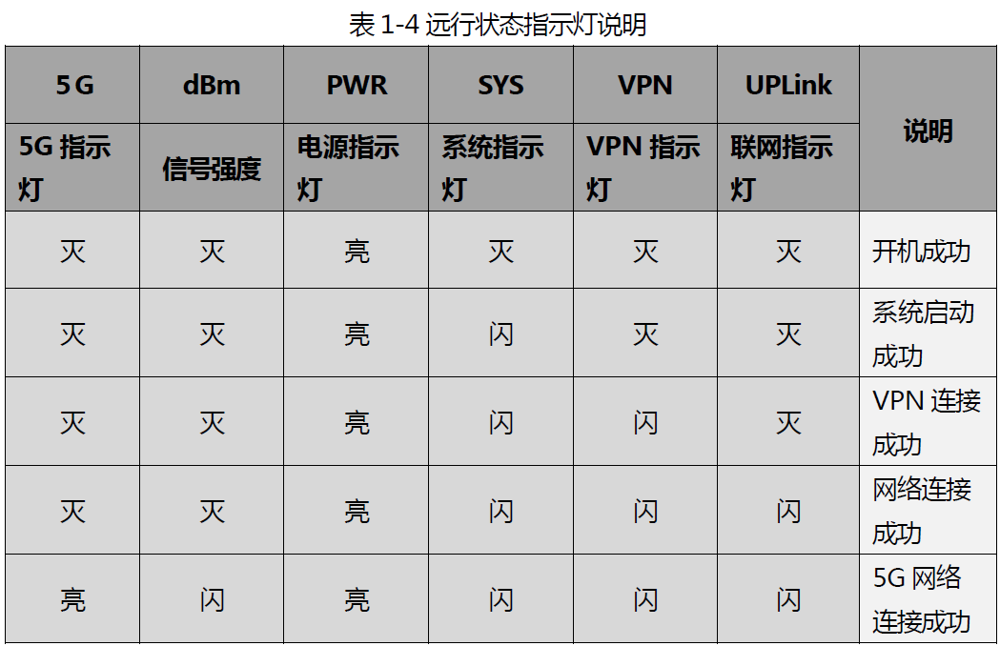 表 1-4 远行状态指示灯说明
5G dBm PWR SYS VPN UPLink 说明
5G 指示灯 信号强度 电源指示灯 系统指示灯 VPN 指示灯 联网指示灯
灭 灭 亮 灭 灭 灭 开机成功
灭 灭 亮 闪 灭 灭 系统启动成功
灭 灭 亮 闪 闪 灭 VPN 连接成功
灭 灭 亮 闪 闪 闪 网络连接成功
亮 闪 亮 闪 闪 闪 5G 网络连接成功